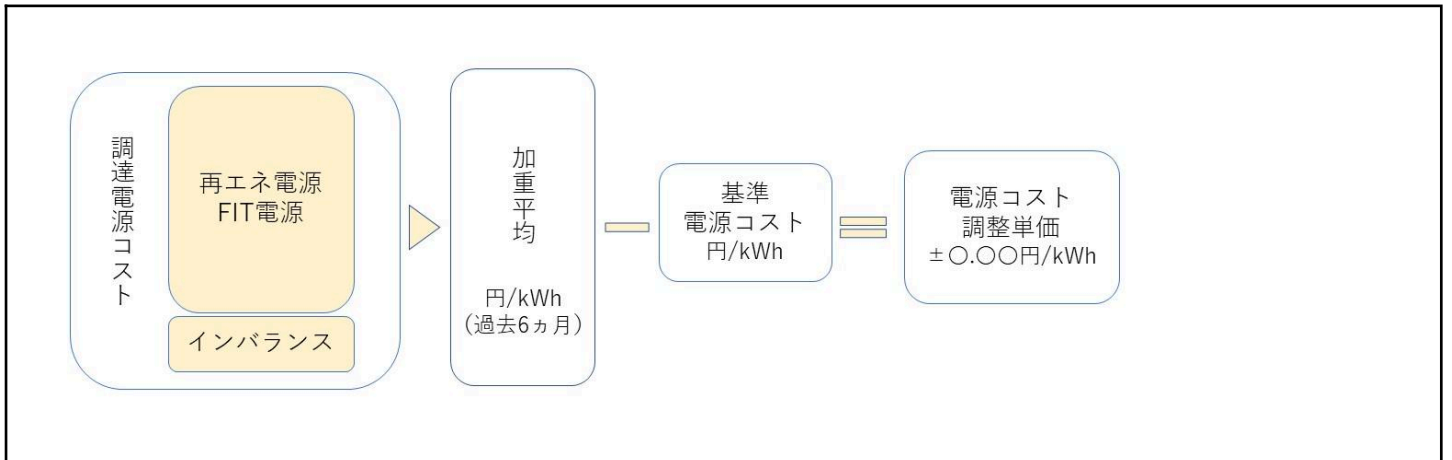 調達電源コスト
再エネ電源
FIT電源
インバランス
加重平均
円/kWh
(過去6ヵ月)
基準
電源コスト
円/kWh
電源コスト
調整単価
±〇.〇〇円/kWh